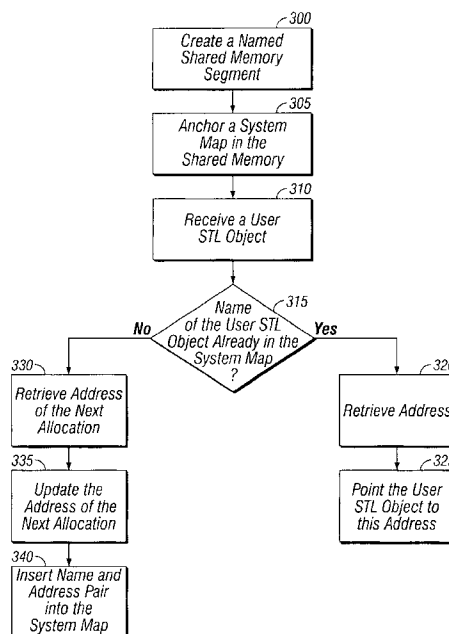 300
Create a Named
Shared Memory
Segment
305
Anchor a System
Map in the
Shared Memory
310
Receive a User
STL Object
315
Name
of the User STL
Object Already in the
System Map
?
No
Yes
330
Retrieve Address
of the Next
Allocation
320
Retrieve Address
335
Update the
Address of the
Next Allocation
Point the User
STL Object to
this Address
340
Insert Name and
Address Pair
into the
System Map